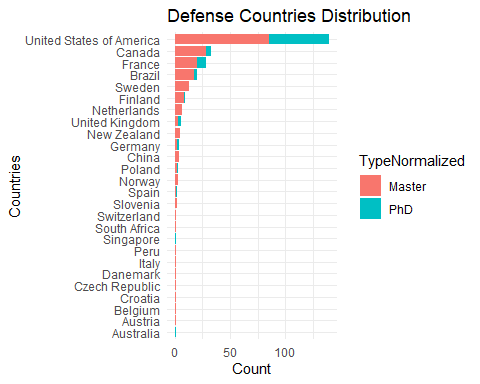 Defense Countries Distribution
United States of America
Canada
France
Brazil
Sweden
Finland
Netherlands
United Kingdom
New Zealand
Germany
China
Poland
Norway
Spain
Slovenia
Switzerland
South Africa
Singapore
Peru
Italy
Danemark
Czech Republic
Croatia
Belgium
Austria
Australia
Countries
0 50 100
Count
TypeNormalized
Master
PhD